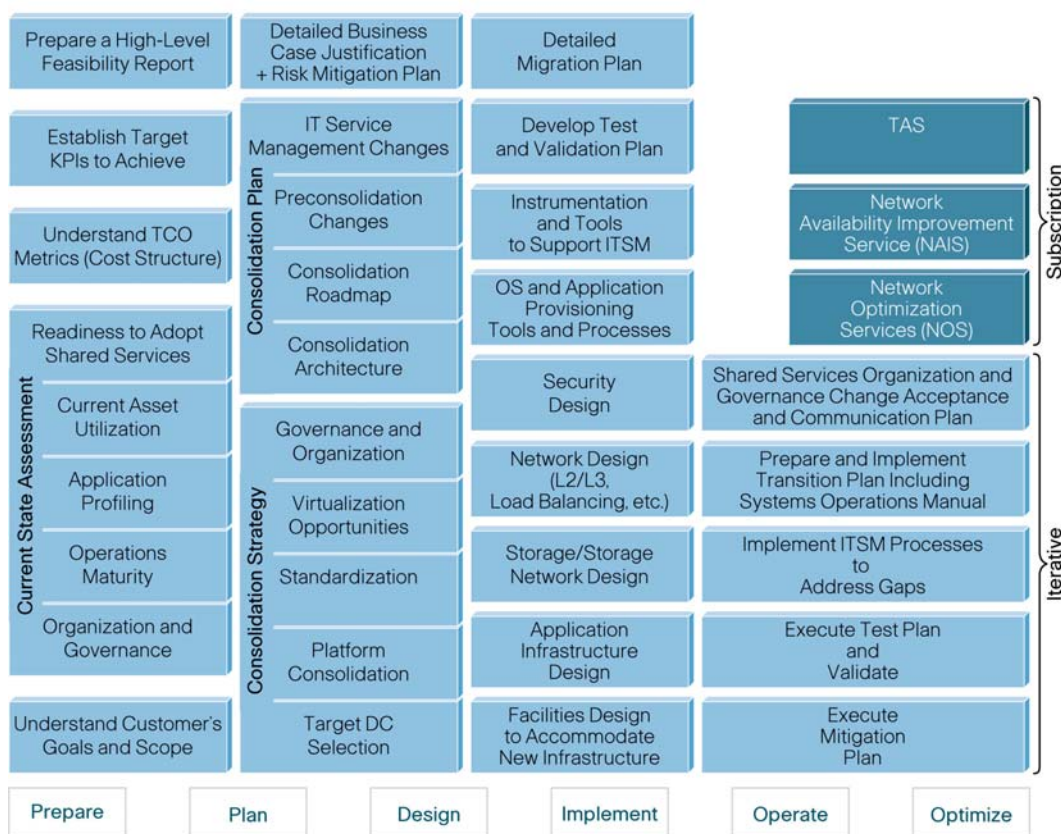 Prepare a High-Level
Feasibility Report
Establish Target
KPIs to Achieve
Understand TCO
Metrics (Cost Structure)
Current State Assessment
Readiness to Adopt
Shared Services
Current Asset
Utilization
Application
Profiling
Operations
Maturity
Organization and
Governance
Understand Customer's
Goals and Scope
Detailed Business
Case Justification
+ Risk Mitigation Plan
Consolidation Plan
IT Service
Management Changes
Preconsolidation
Changes
Consolidation
Roadmap
Consolidation
Architecture
Consolidation Strategy
Governance and
Organization
Virtualization
Opportunities
Standardization
Platform
Consolidation
Target DC
Selection
Detailed
Migration Plan
Develop Test
and Validation Plan
Instrumentation
and Tools
to Support ITSM
OS and Application
Provisioning
Tools and Processes
Security
Design
Network Design
(L2/L3,
Load Balancing, etc.)
Storage/Storage
Network Design
Application
Infrastructure
Design
Facilities Design
to Accommodate
New Infrastructure
TAS
Network
Availability Improvement
Service (NAIS)
Network
Optimization
Services (NOS)
Subscription
Shared Services Organization and
Governance Change Acceptance
and Communication Plan
Prepare and Implement
Transition Plan Including
Systems Operations Manual
Implement ITSM Processes
to
Address Gaps
Execute Test Plan
and
Validate
Execute
Mitigation
Plan
Iterative
Prepare
Plan
Design
Implement
Operate
Optimize